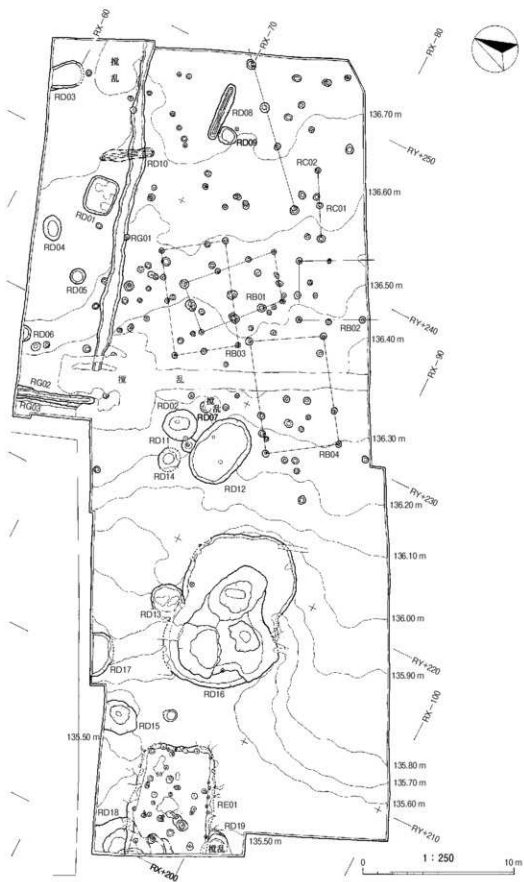 RX-60
RX-70
RX-80
攪乱
RD03
RD08
136.70 m
RD09
RY+250
RD10
RC02
136.60 m
RD01
RC01
RD04
RG01
136.50 m
RD05
RB01
RY+240
RB02
RD06
136.40 m
RB03
RX-90
攪
乱
RG02
RG03
RD02
攪乱
RD07
RB04
RD11
136.30 m
RD14
RD12
RY+230
136.20 m
136.10 m
RD13
136.00 m
RY+220
RD17
135.90 m
RD16
RX-100
RD15
135.50 m
135.80 m
135.70 m
RE01
135.60 m
RD18
RD19
RY+210
攪乱
135.50 m
RX+200
1:250
0
10 m